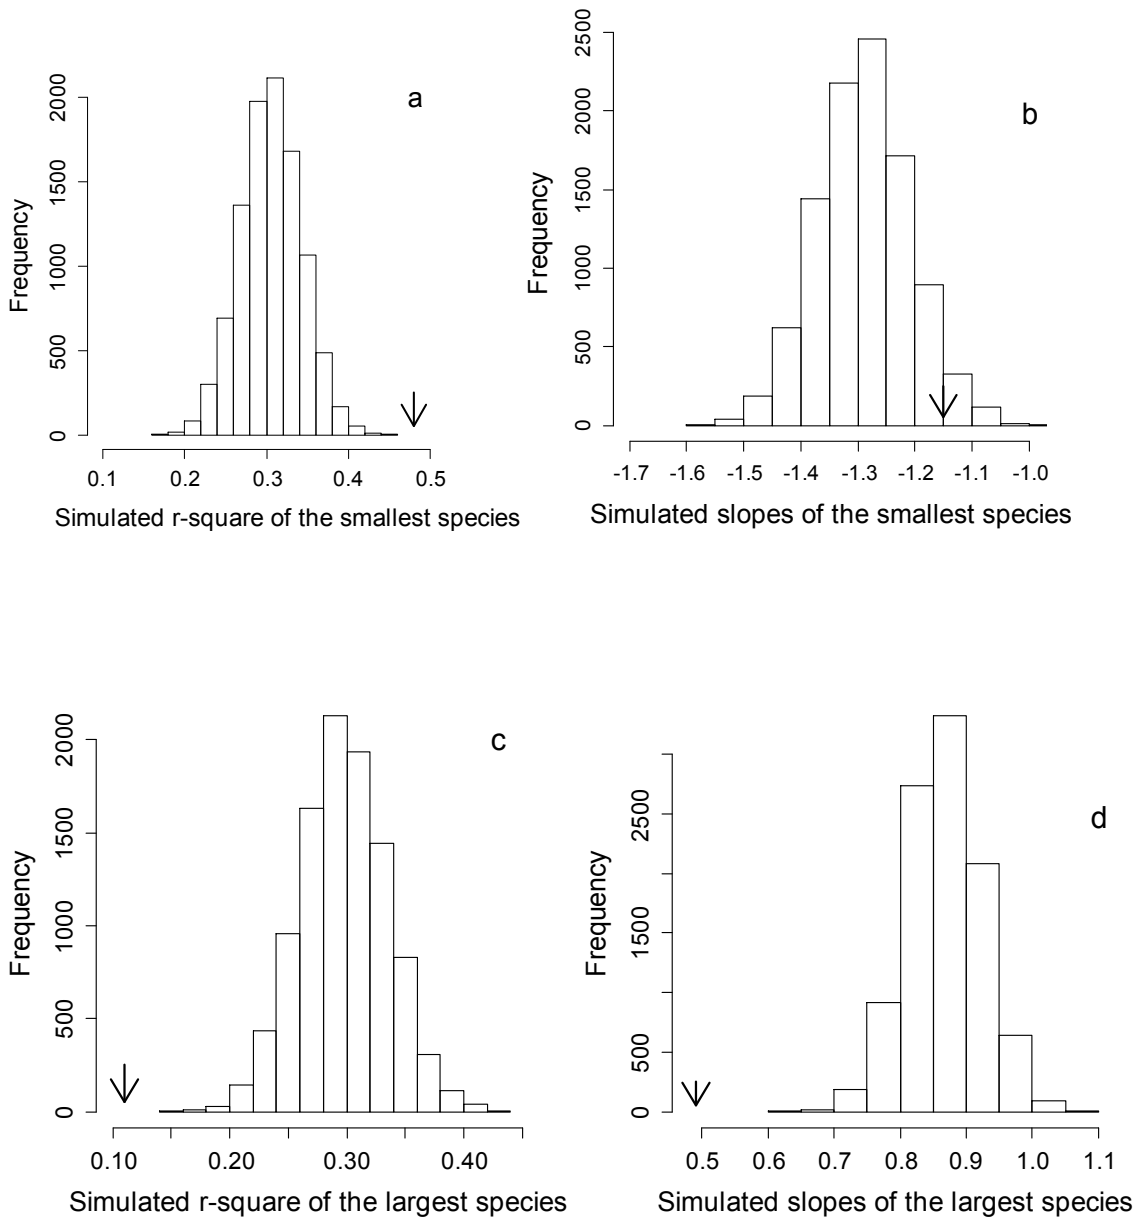 a
Frequency
0
500
1000
1500
2000
0.1 0.2 0.3 0.4 0.5
Simulated r-square of the smallest species
b
Frequency
0
500
1000
1500
2000
2500
-1.7 -1.6 -1.5 -1.4 -1.3 -1.2 -1.1 -1.0
Simulated slopes of the smallest species
c
Frequency
0
500
1000
1500
2000
0.10 0.20 0.30 0.40
Simulated r-square of the largest species
d
Frequency
0
500
1500
2500
0.5 0.6 0.7 0.8 0.9 1.0 1.1
Simulated slopes of the largest species